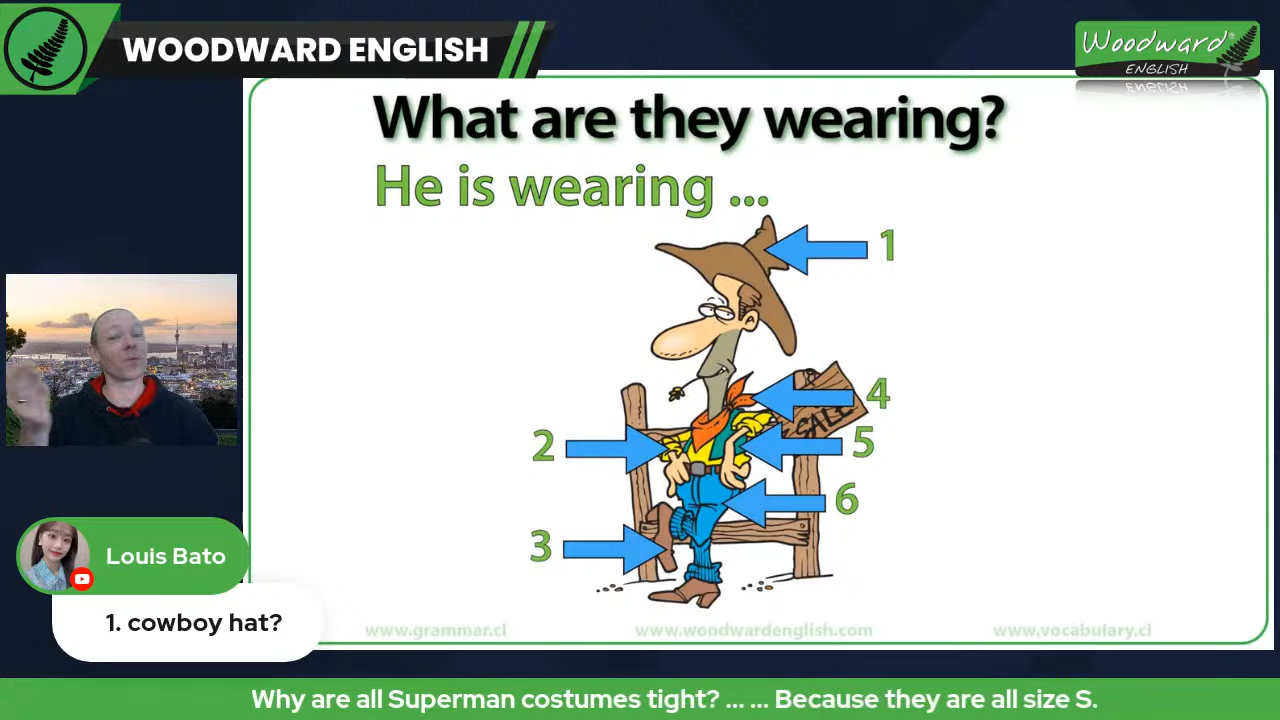 WOODWARD ENGLISH
Woodward®
ENGLISH
What are they wearing?
He is wearing ...
1
4
SALE
2
5
6
3
Louis Bato
1. cowboy hat?
www.grammar.cl
www.woodwardenglish.com
www.vocabulary.cl
Why are all Superman costumes tight? ... ... Because they are all size S.